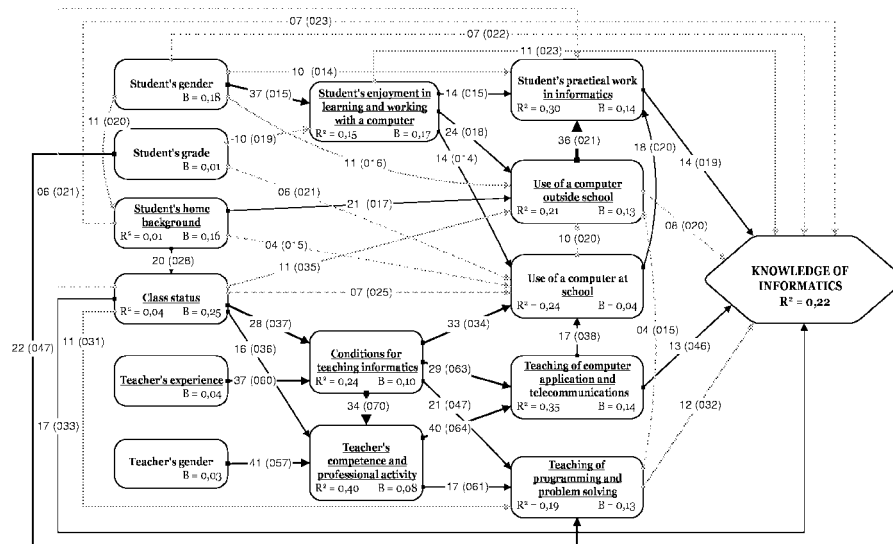 07 (023)
07 (022)
11 (023)
Student's gender
B = 0,18
10 (014)
37 (015)
Student's enjoyment in
learning and working
with a computer
R² = 0,15 B = 0,17
14 (015)
Student's practical work
in informatics
R² = 0,30 B = 0,14
24 (018)
14 (014)
11 (020)
10 (019)
Student's grade
B = 0,01
11 (016)
36 (021)
18 (020)
14 (019)
06 (021)
06 (021)
21 (017)
Use of a computer
outside school
R² = 0,21 B = 0,13
Student's home
background
R² = 0,01 B = 0,16
04 (015)
10 (020)
08 (020)
20 (028)
11 (035)
Class status
R² = 0,04 B = 0,25
07 (025)
Use of a computer at
school
R² = 0,24 B = 0,04
KNOWLEDGE OF
INFORMATICS
R² = 0,22
28 (037)
33 (034)
17 (038)
04 (015)
13 (046)
22 (047)
11 (031)
16 (036)
Conditions for
teaching informatics
R² = 0,24 B = 0,10
29 (063)
Teaching of computer
application and
telecommunications
R² = 0,35 B = 0,14
Teacher's experience
B = 0,04
37 (060)
21 (047)
12 (032)
34 (070)
40 (064)
17 (033)
Teacher's gender
B = 0,03
41 (057)
Teacher's
competence and
professional activity
R² = 0,40 B = 0,08
17 (061)
Teaching of
programming and
problem solving
R² = 0,19 B = 0,13